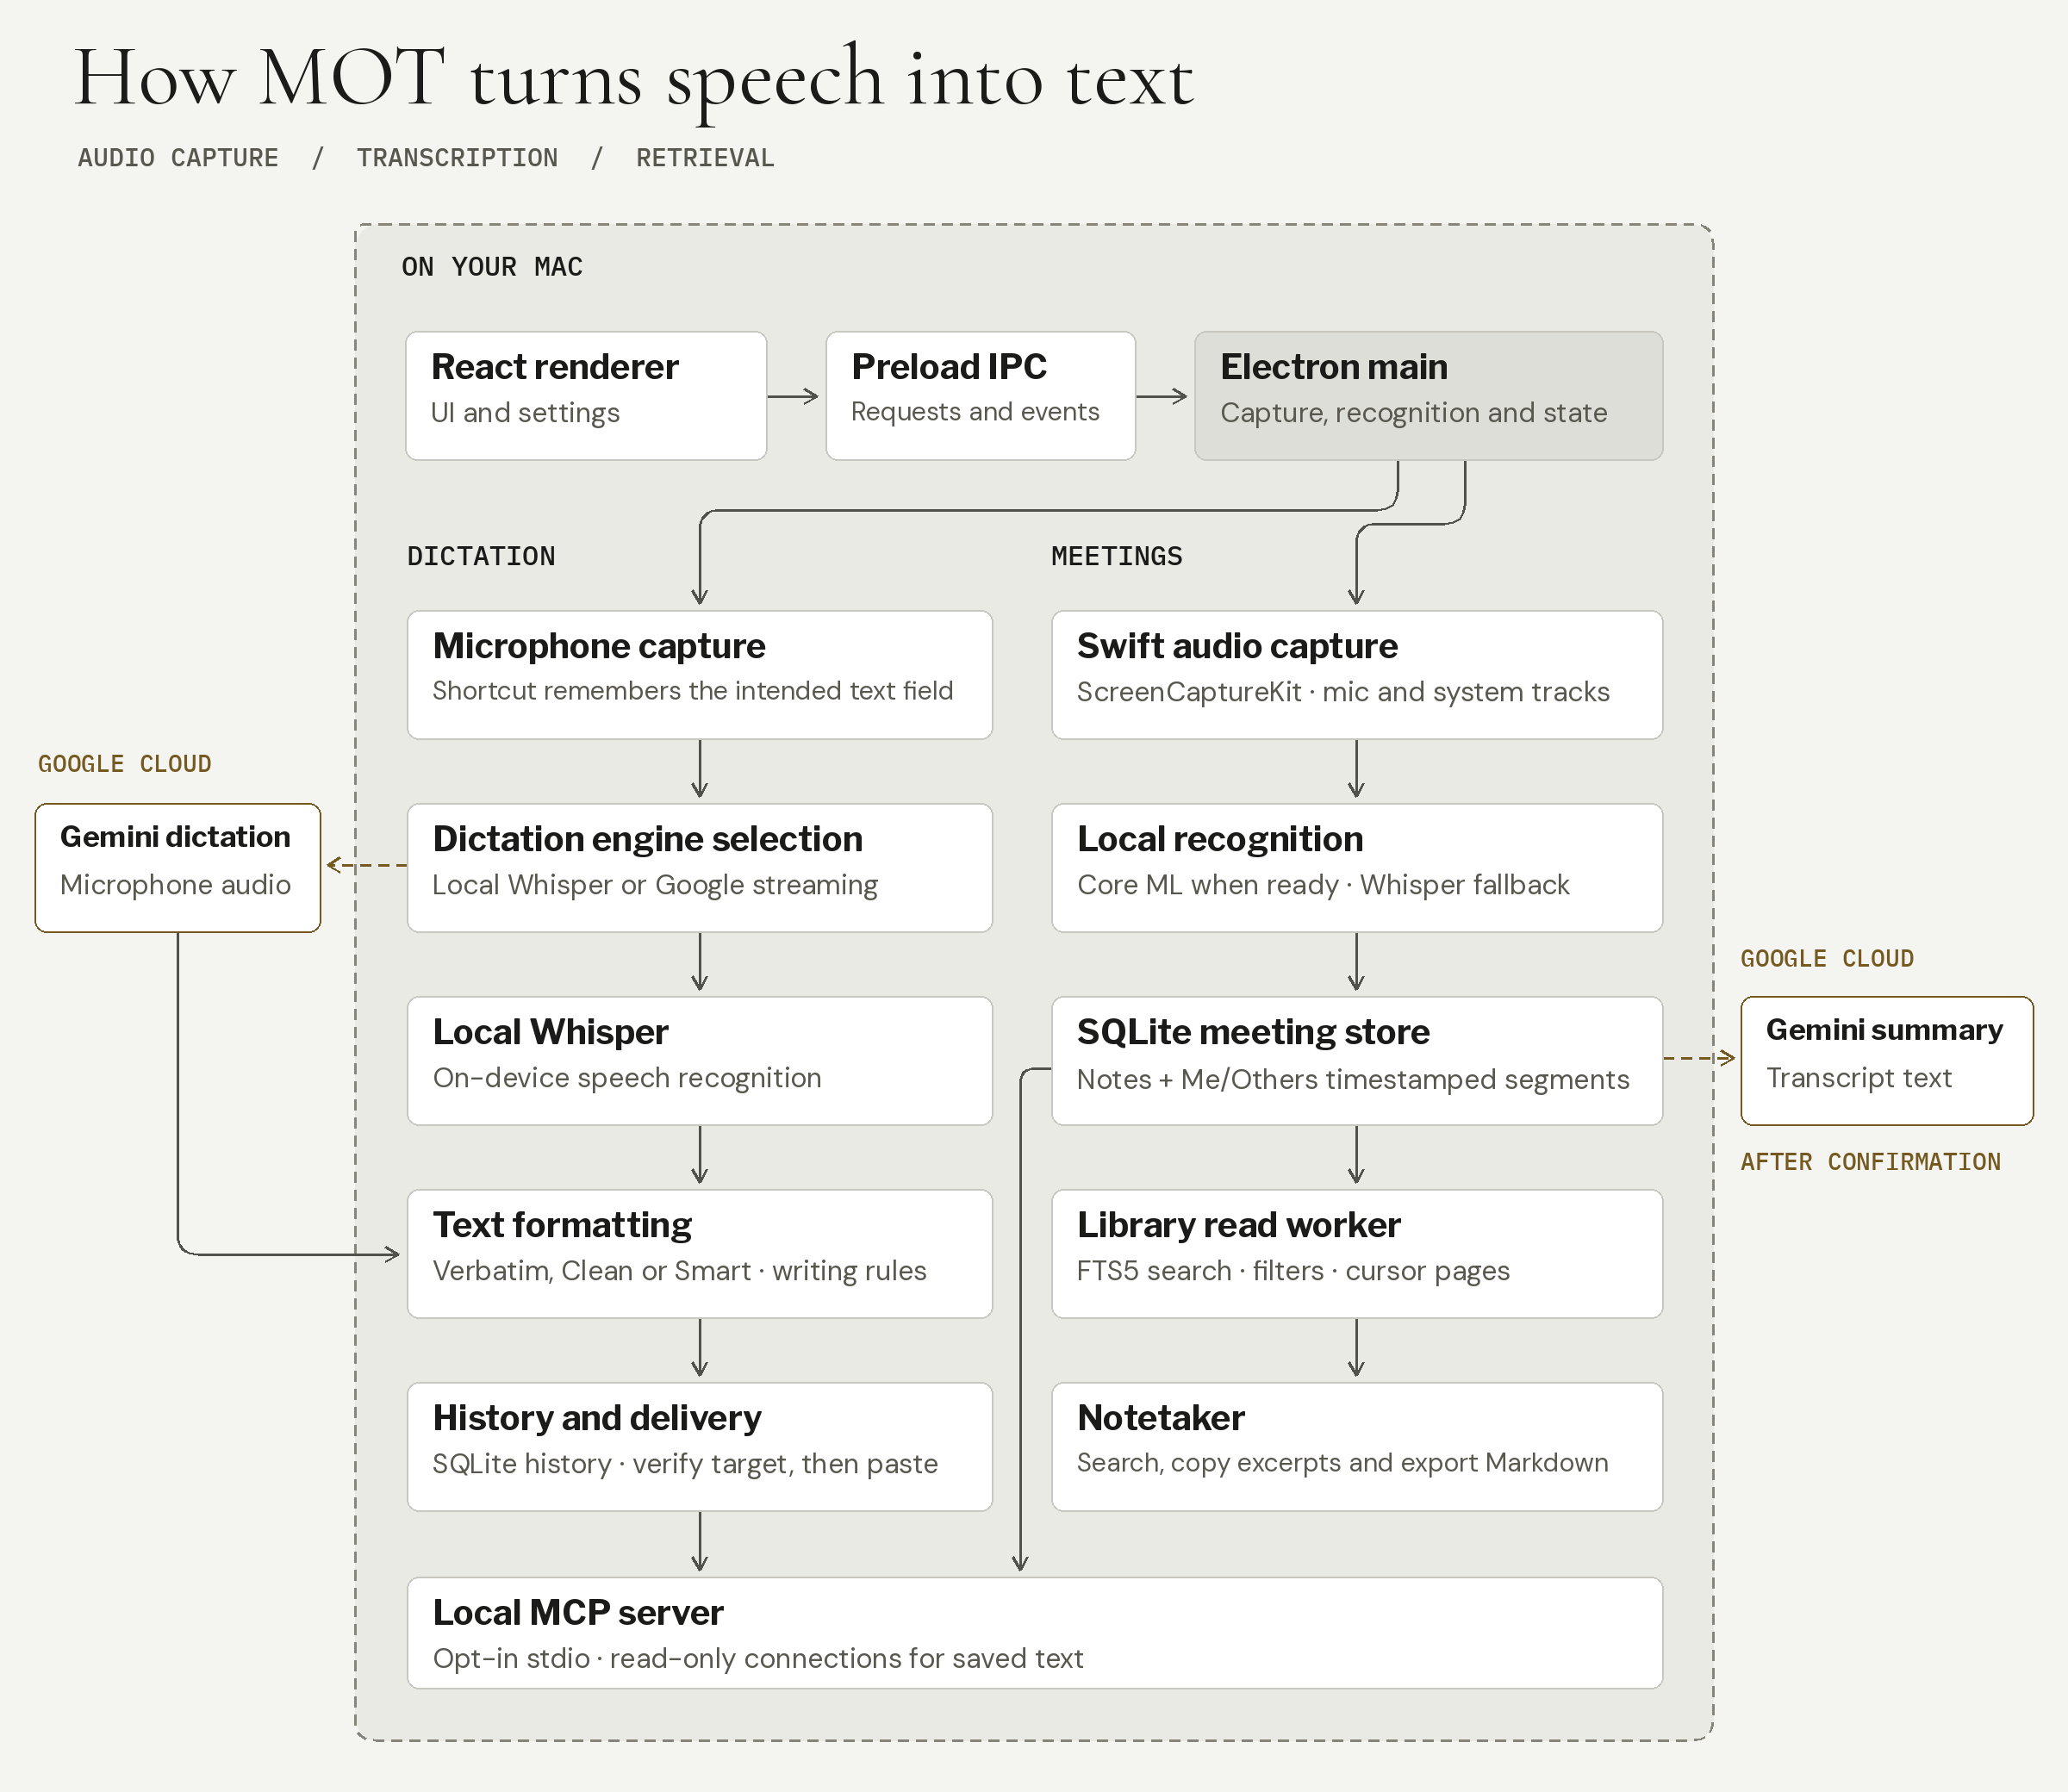 How MOT turns speech into text
AUDIO CAPTURE / TRANSCRIPTION / RETRIEVAL
ON YOUR MAC
React renderer
UI and settings
Preload IPC
Requests and events
Electron main
Capture, recognition and state
DICTATION
MEETINGS
Microphone capture
Shortcut remembers the intended text field
Swift audio capture
ScreenCaptureKit · mic and system tracks
GOOGLE CLOUD
Gemini dictation
Microphone audio
Dictation engine selection
Local Whisper or Google streaming
Local recognition
Core ML when ready · Whisper fallback
Local Whisper
On-device speech recognition
SQLite meeting store
Notes + Me/Others timestamped segments
GOOGLE CLOUD
Gemini summary
Transcript text
AFTER CONFIRMATION
Text formatting
Verbatim, Clean or Smart · writing rules
Library read worker
FTS5 search · filters · cursor pages
History and delivery
SQLite history · verify target, then paste
Notetaker
Search, copy excerpts and export Markdown
Local MCP server
Opt-in stdio · read-only connections for saved text